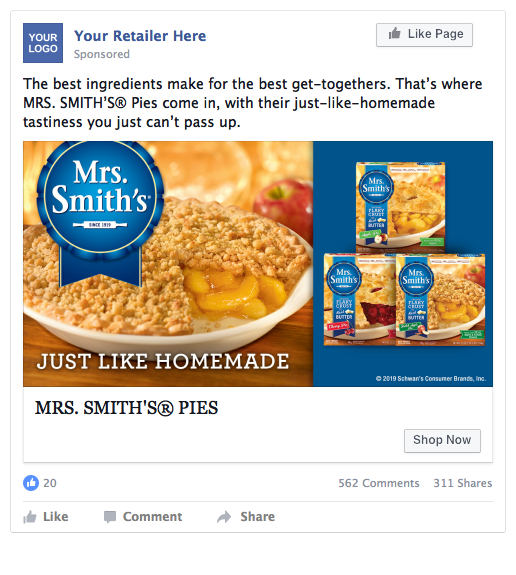 YOUR
LOGO
Your Retailer Here
Sponsored
Like Page
The best ingredients make for the best get-togethers. That’s where
MRS. SMITH’S® Pies come in, with their just-like-homemade
tastiness you just can’t pass up.
Mrs.
Smith's
SINCE 1919
JUST LIKE HOMEMADE
Mrs.
Smith's
FLAKY
CRUST
BUTTER
Mrs.
Smith's
FLAKY
CRUST
BUTTER
Mrs.
Smith's
FLAKY
CRUST
BUTTER
© 2019 Schwan's Consumer Brands, Inc.
MRS. SMITH'S® PIES
Shop Now
20
562 Comments 311 Shares
Like Comment Share